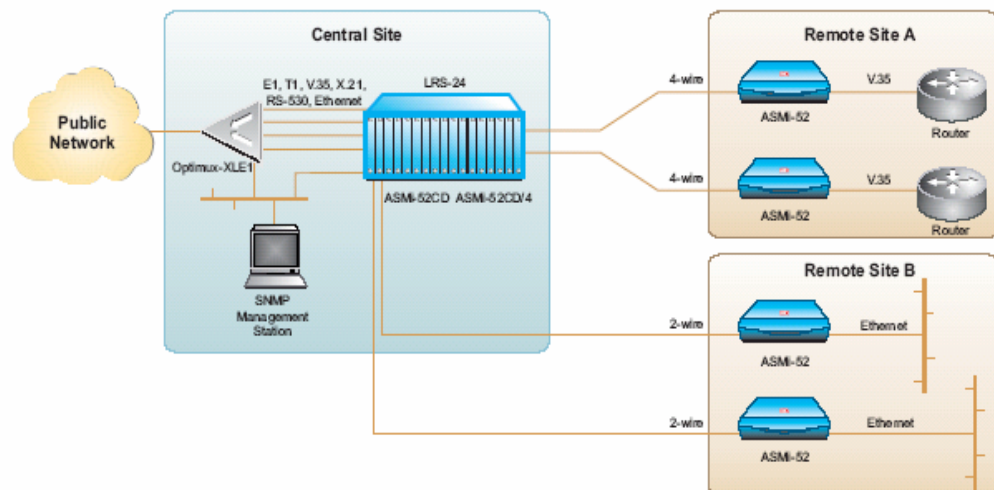 Central Site
Remote Site A
E1, T1, V.35, X.21,
RS-530, Ethernet
LRS-24
4-wire
V.35
ASMi-52
Router
Public
Network
Optimux-XLE1
4-wire
V.35
ASMi-52CD ASMi-52CD/4
ASMi-52
Router
SNMP
Management
Station
Remote Site B
2-wire
Ethernet
ASMi-52
2-wire
Ethernet
ASMi-52